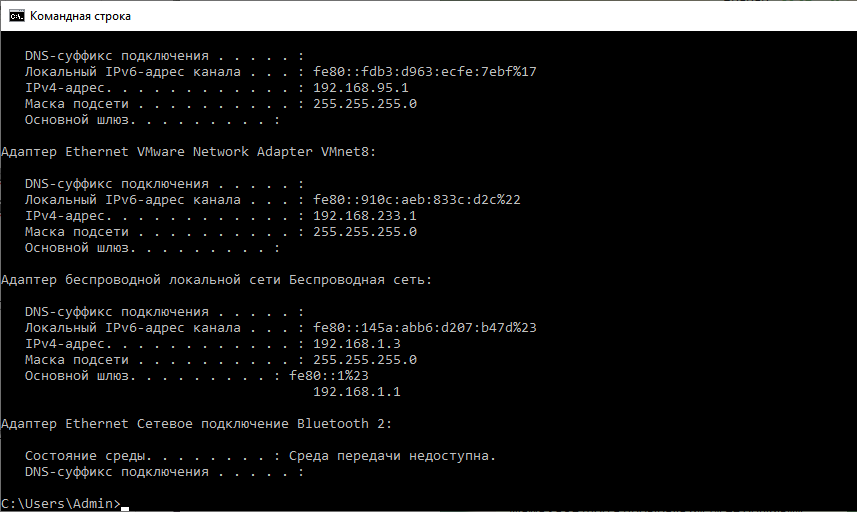 Командная строка
DNS-суффикс подключения . . . . . :
Локальный IPv6-адрес канала . . . : fe80::fdb3:d963:ecfe:7ebf%17
IPv4-адрес. . . . . . . . . . . . : 192.168.95.1
Маска подсети . . . . . . . . . . : 255.255.255.0
Основной шлюз. . . . . . . . . :
Адаптер Ethernet VMware Network Adapter VMnet8:
DNS-суффикс подключения . . . . . :
Локальный IPv6-адрес канала . . . : fe80::910c:aeb:833c:d2c%22
IPv4-адрес. . . . . . . . . . . . : 192.168.233.1
Маска подсети . . . . . . . . . . : 255.255.255.0
Основной шлюз. . . . . . . . . :
Адаптер беспроводной локальной сети Беспроводная сеть:
DNS-суффикс подключения . . . . . :
Локальный IPv6-адрес канала . . . : fe80::145a:abb6:d207:b47d%23
IPv4-адрес. . . . . . . . . . . . : 192.168.1.3
Маска подсети . . . . . . . . . . : 255.255.255.0
Основной шлюз. . . . . . . . . : fe80::1%23
192.168.1.1
Адаптер Ethernet Сетевое подключение Bluetooth 2:
Состояние среды. . . . . . . . : Среда передачи недоступна.
DNS-суффикс подключения . . . . . :
C:\Users\Admin>